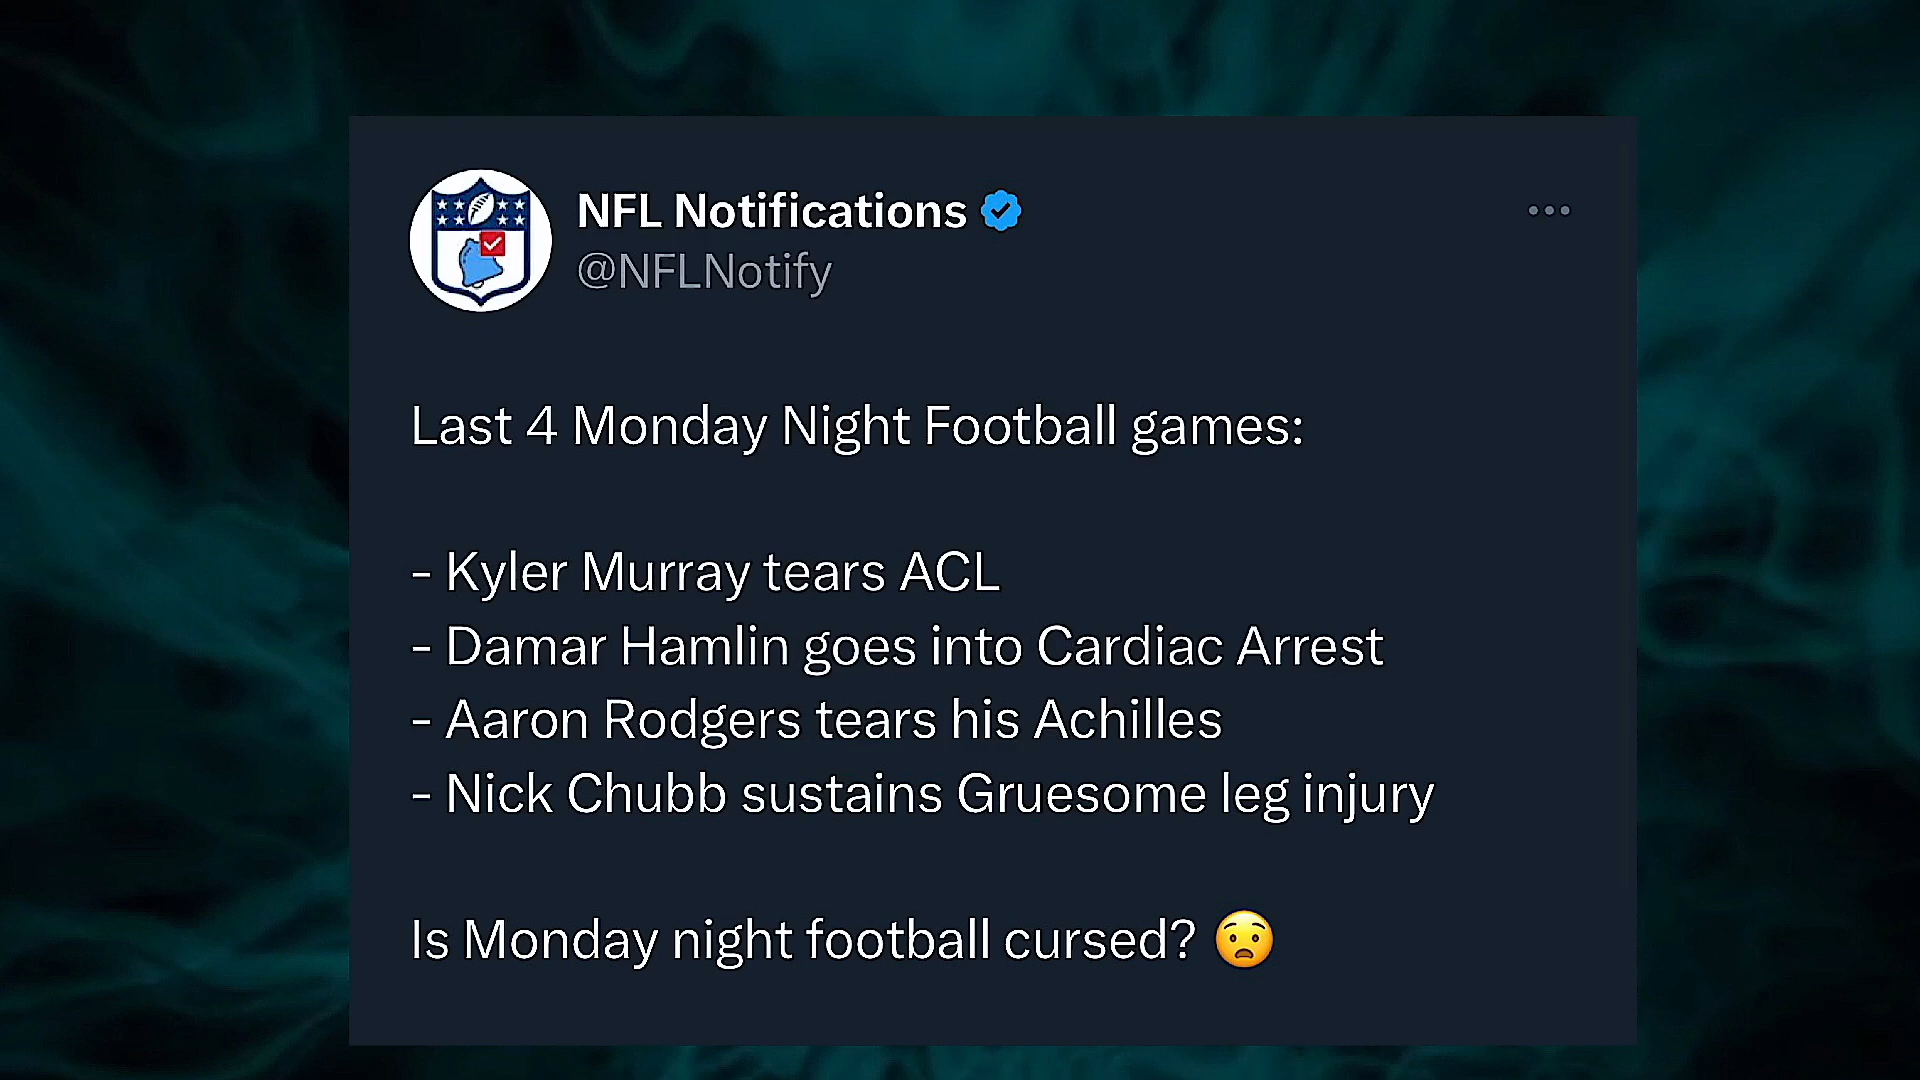 NFL Notifications
@NFLNotify
Last 4 Monday Night Football games:
- Kyler Murray tears ACL
- Damar Hamlin goes into Cardiac Arrest
- Aaron Rodgers tears his Achilles
- Nick Chubb sustains Gruesome leg injury
Is Monday night football cursed? 😧